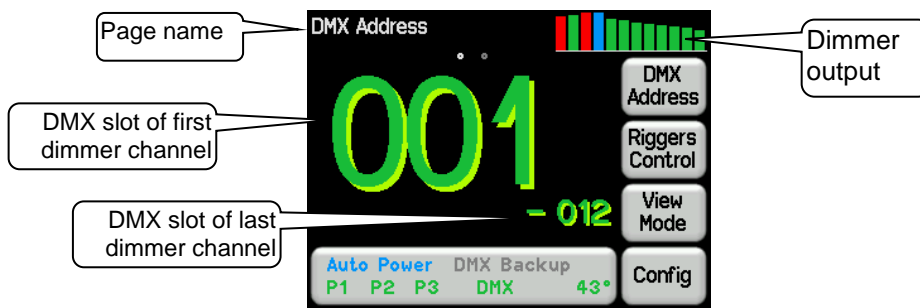 Page name
DMX Address
Dimmer
output
DMX
Address
001
DMX slot of first
dimmer channel
Riggers
Control
- 012
View
Mode
DMX slot of last
dimmer channel
Auto Power DMX Backup
P1 P2 P3 DMX 43°
Config